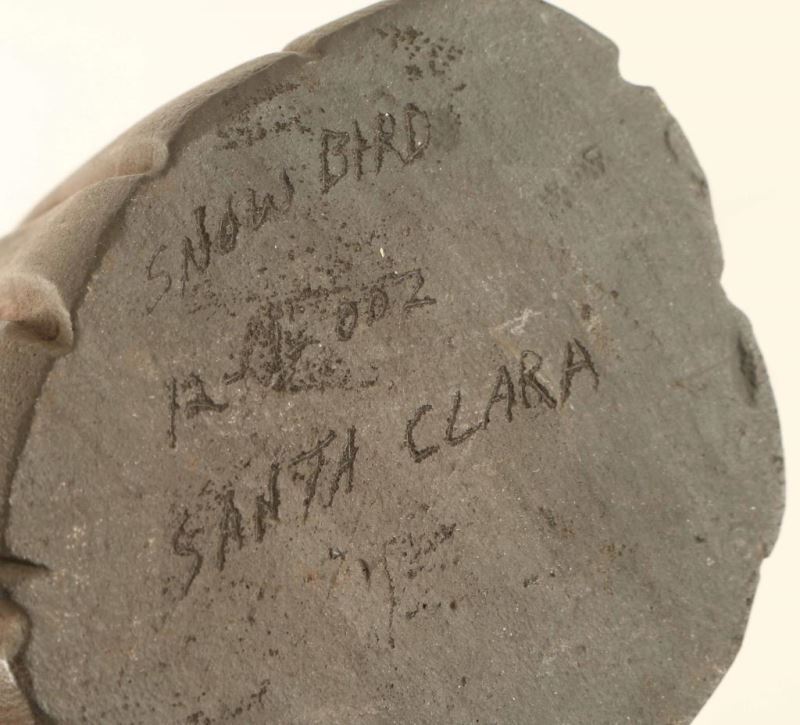 SNOW BIRD
12- 002
SANTA CLARA